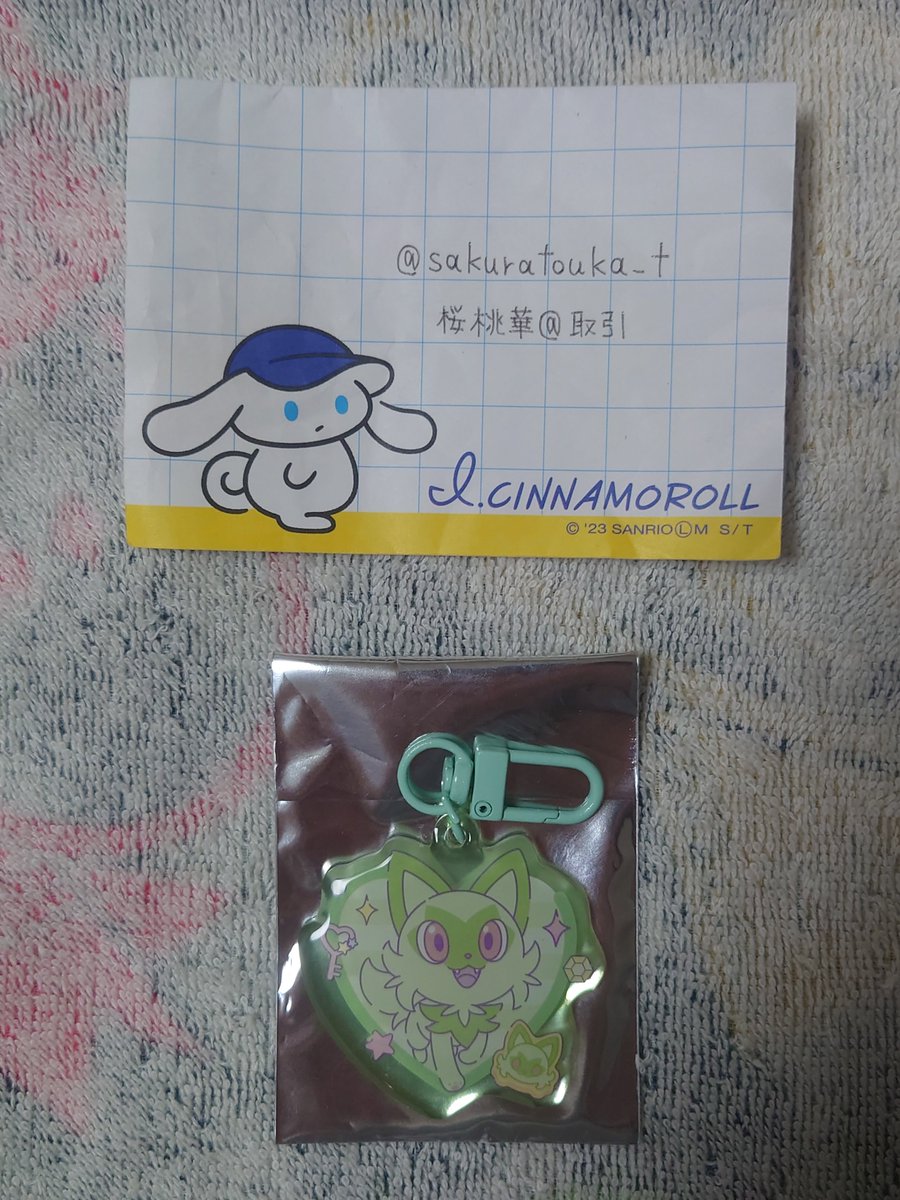 @sakuratouka_t
桜桃華@取引
I.CINNAMOROLL
© '23 SANRIO Ⓛ M S/T